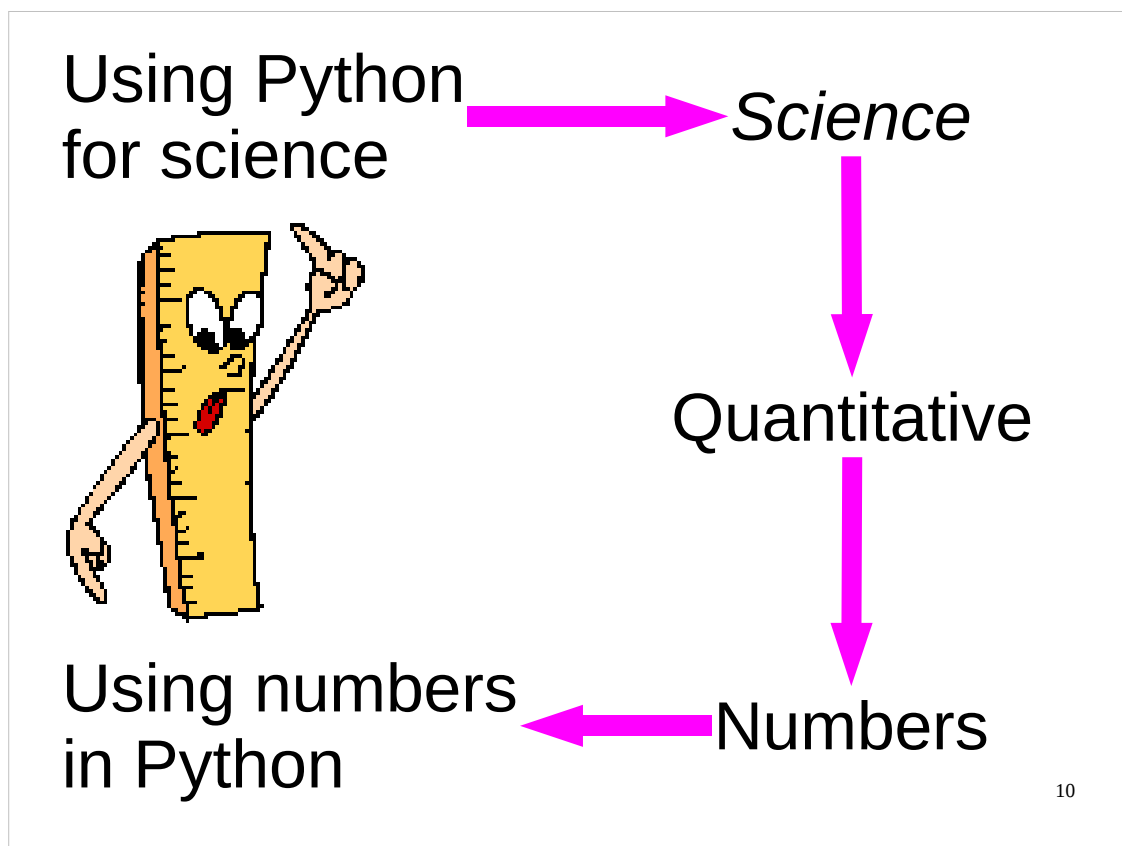 Using Python
for science
Science
Quantitative
Numbers
Using numbers
in Python
10